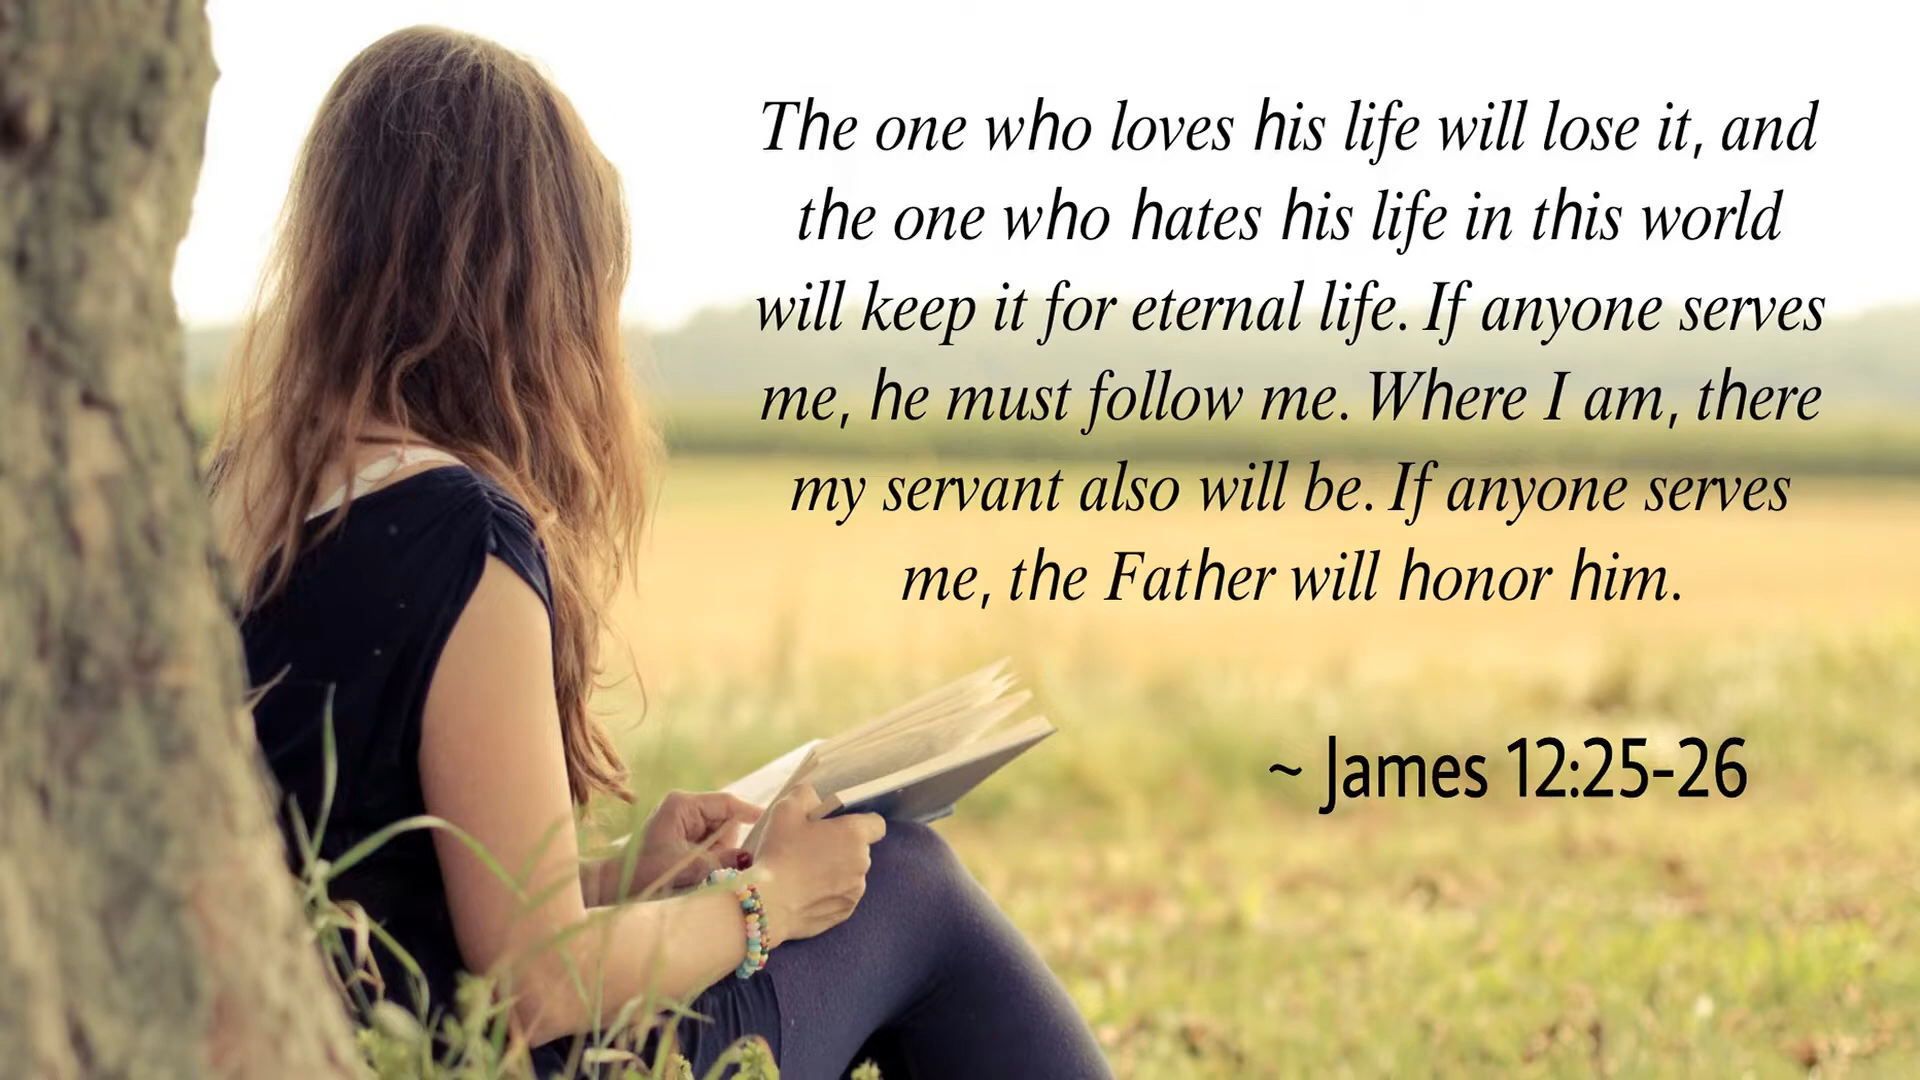 The one who loves his life will lose it, and
the one who hates his life in this world
will keep it for eternal life. If anyone serves
me, he must follow me. Where I am, there
my servant also will be. If anyone serves
me, the Father will honor him.
~ James 12:25-26